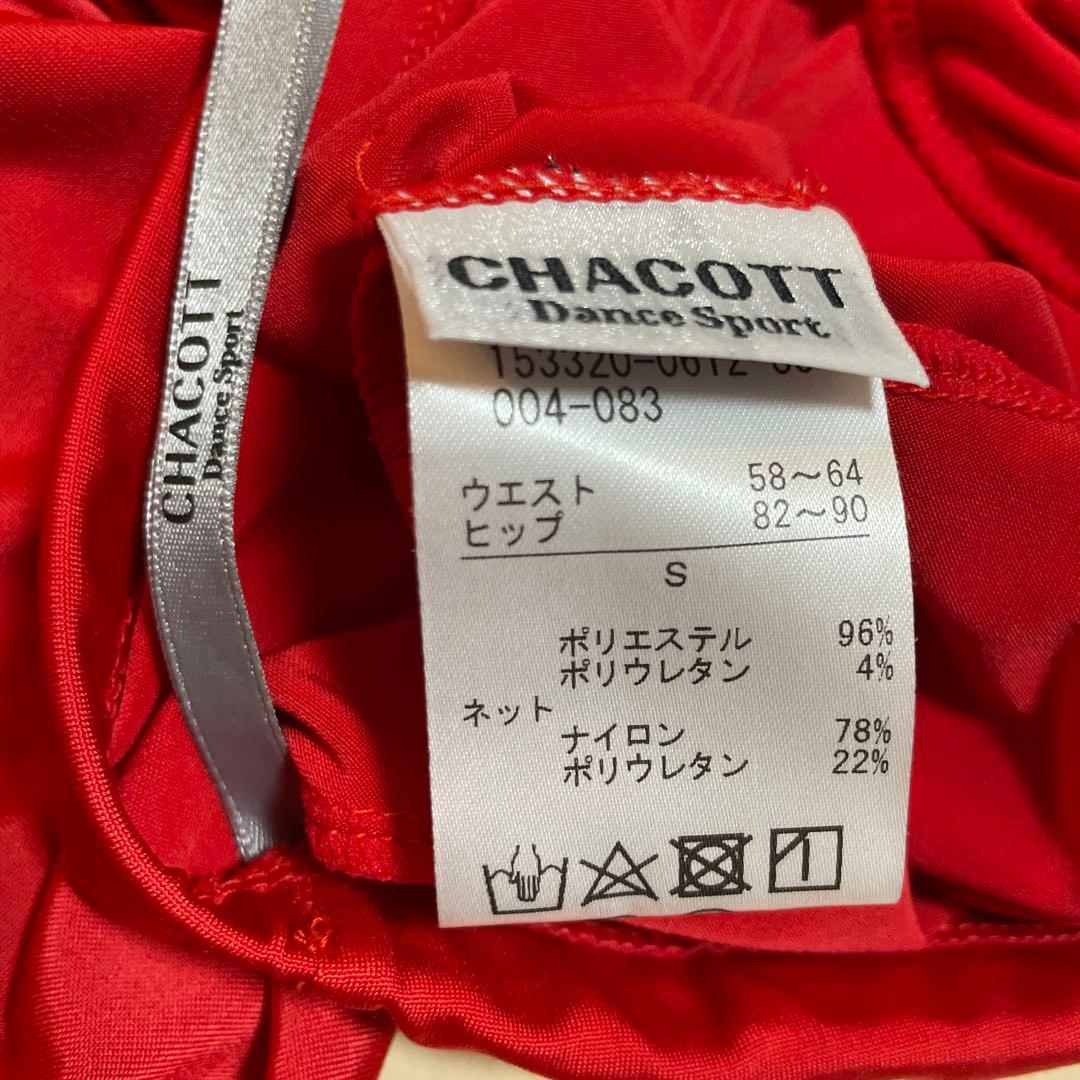 CHACOTT
Dance Sport
CHACOTT
Dance Sport
153320-0612
004-083
ウエスト 58～64
ヒップ 82～90
S
ポリエステル 96%
ポリウレタン 4%
ネット
ナイロン 78%
ポリウレタン 22%